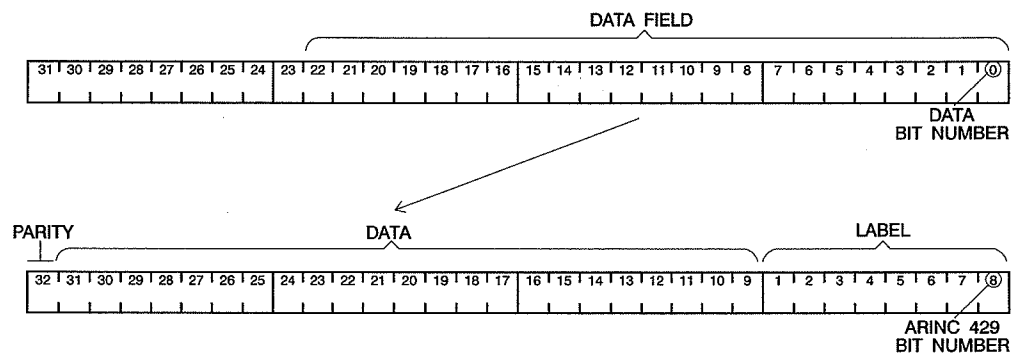 DATA FIELD
31 30 29 28 27 26 25 24 23 22 21 20 19 18 17 16 15 14 13 12 11 10 9 8 7 6 5 4 3 2 1 0
DATA
BIT NUMBER
PARITY DATA LABEL
32 31 30 29 28 27 26 25 24 23 22 21 20 19 18 17 16 15 14 13 12 11 10 9 1 2 3 4 5 6 7 8
ARINC 429
BIT NUMBER